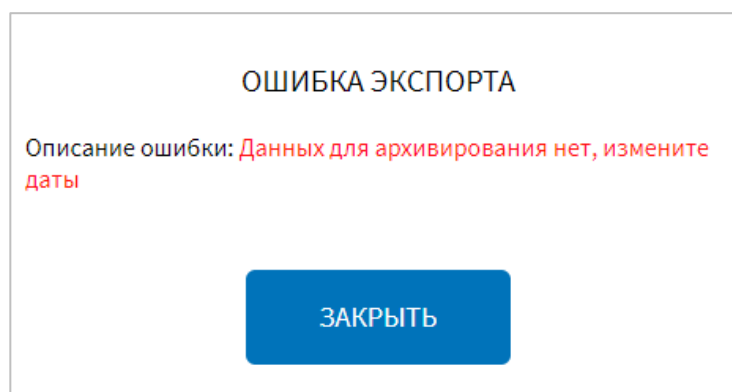 ОШИБКА ЭКСПОРТА
Описание ошибки: Данных для архивирования нет, измените
даты
ЗАКРЫТЬ